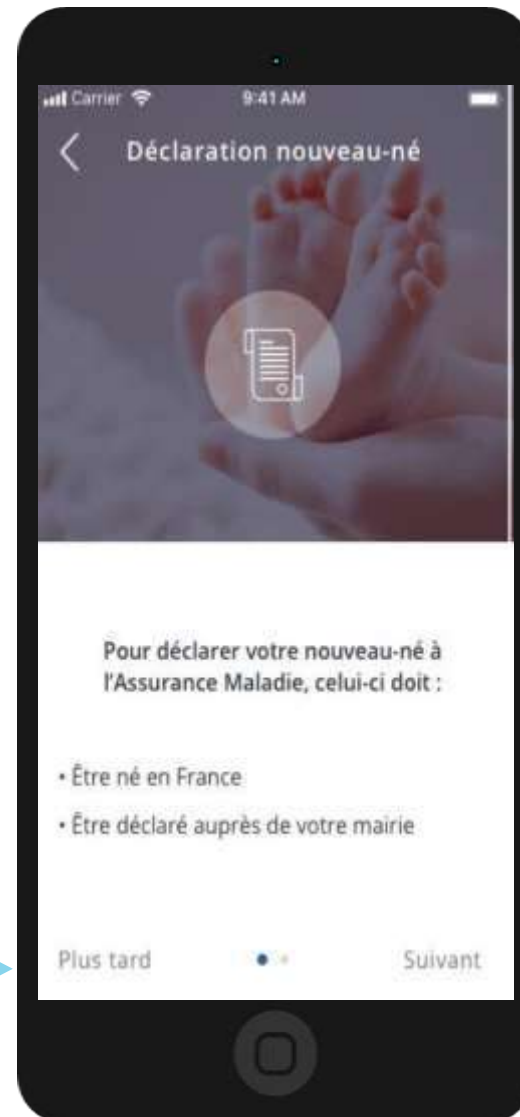 Carrier 9:41 AM
Déclaration nouveau-né
Pour déclarer votre nouveau-né à
l'Assurance Maladie, celui-ci doit :
• Être né en France
• Être déclaré auprès de votre mairie
Plus tard Suivant